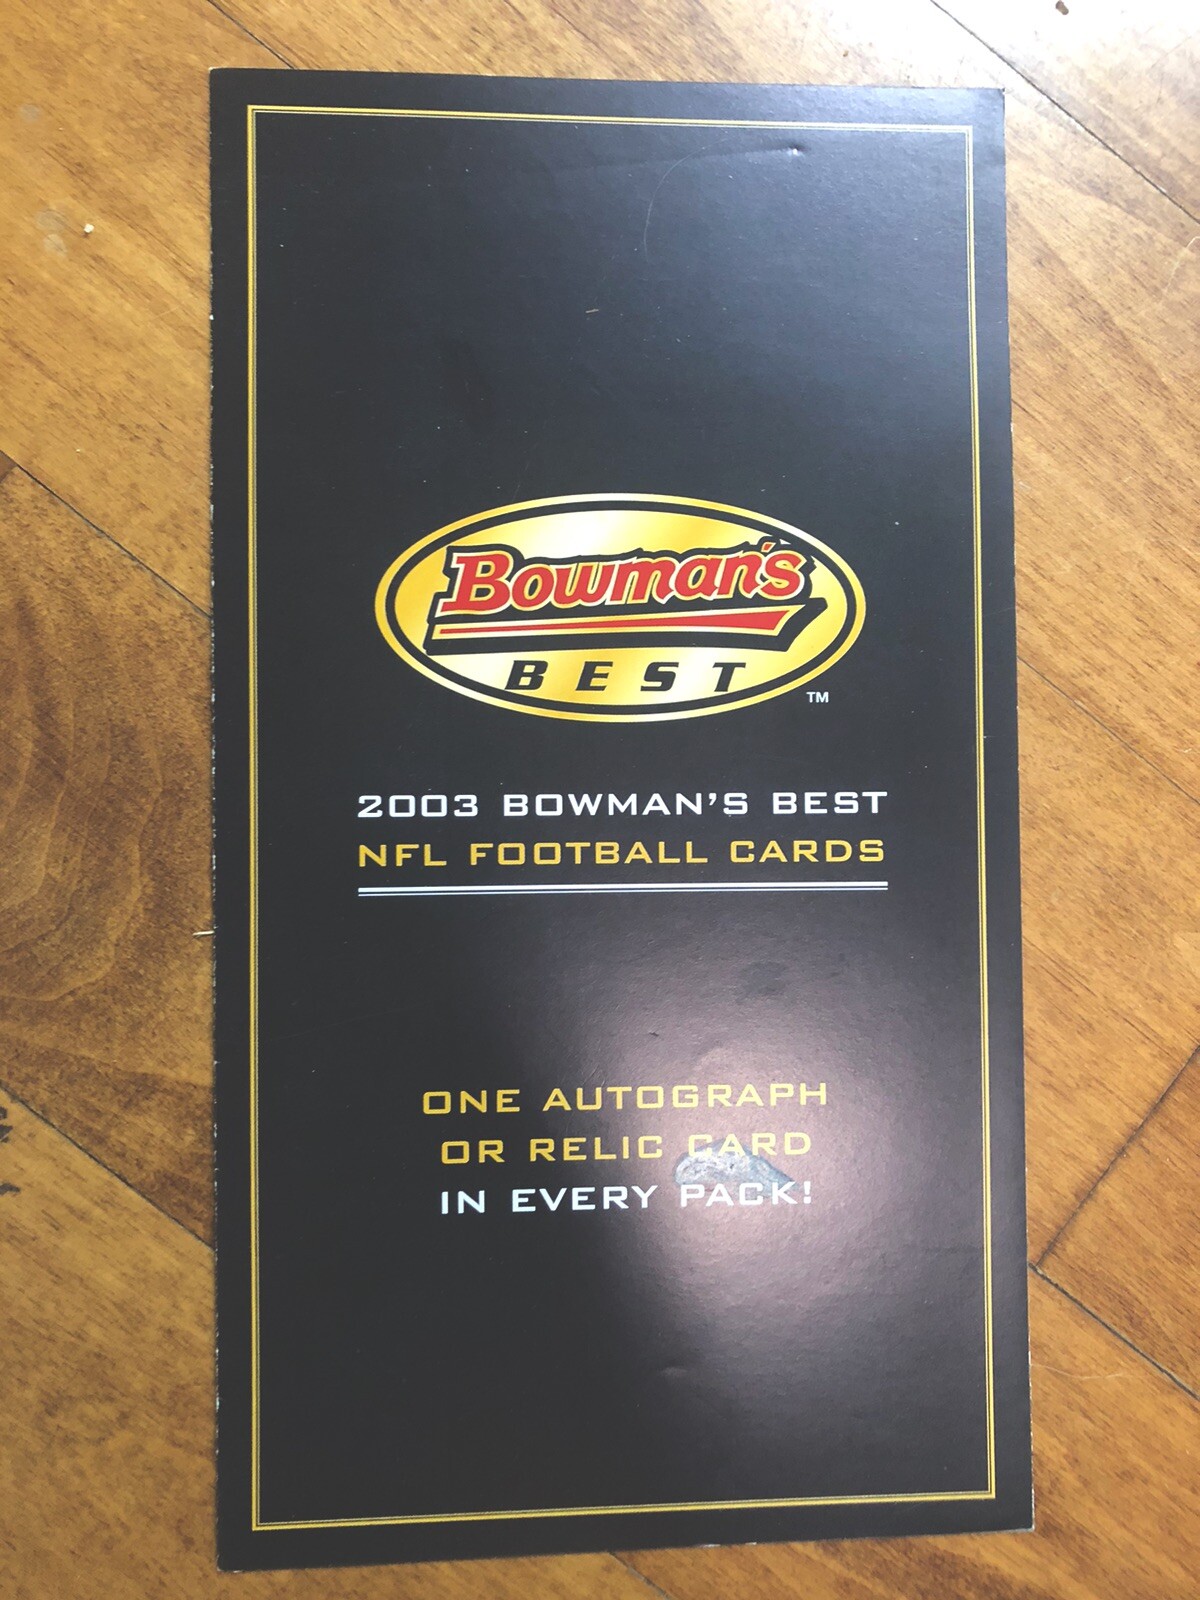 Bowman's
BEST
TM
2003 BOWMAN'S BEST
NFL FOOTBALL CARDS
ONE AUTOGRAPH
OR RELIC CARD
IN EVERY PACK!